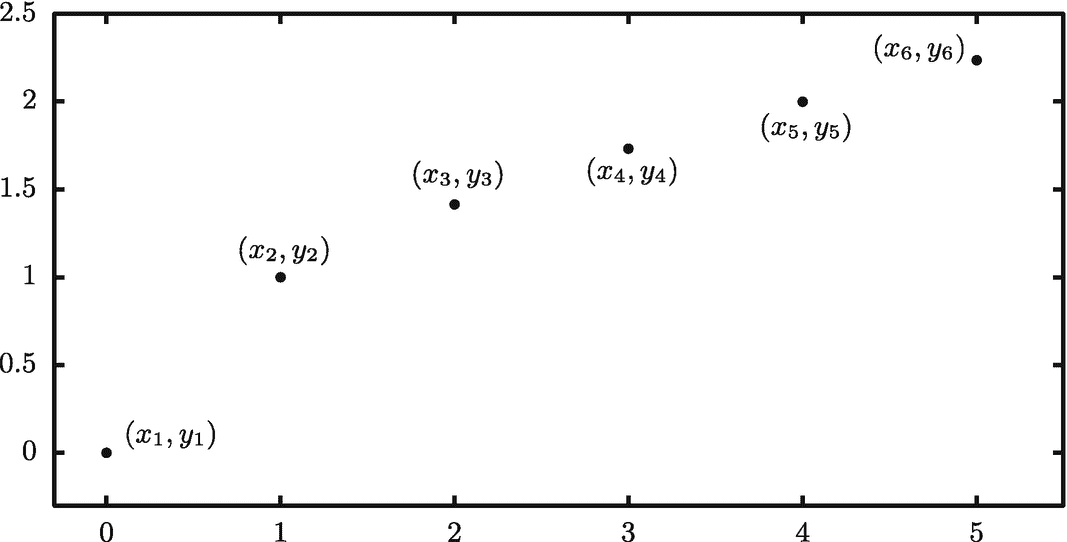 2.5
(x₆, y₆)
2
(x₅, y₅)
(x₃, y₃)
(x₄, y₄)
1.5
(x₂, y₂)
1
0.5
(x₁, y₁)
0
0 1 2 3 4 5